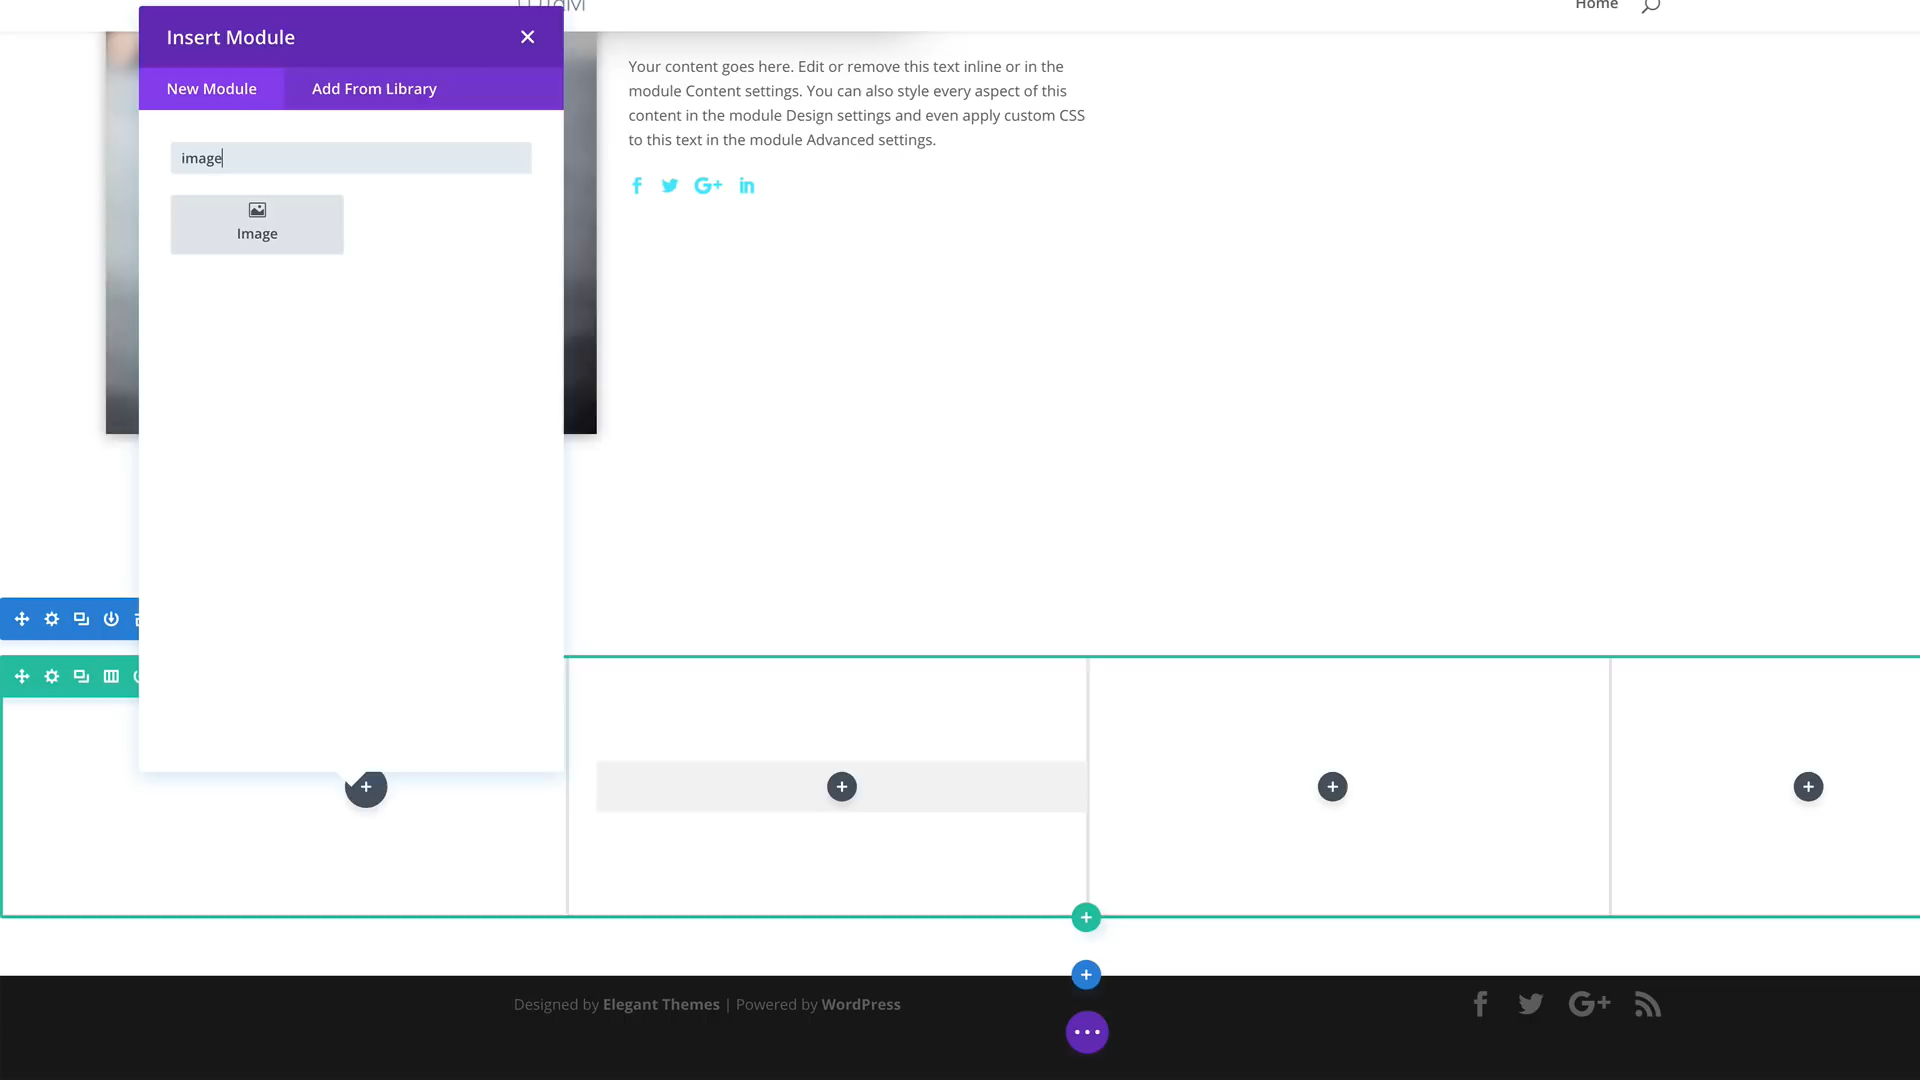 Home
Insert Module
New Module
Add From Library
image
Image
Your content goes here. Edit or remove this text inline or in the
module Content settings. You can also style every aspect of this
content in the module Design settings and even apply custom CSS
to this text in the module Advanced settings.
Designed by Elegant Themes | Powered by WordPress